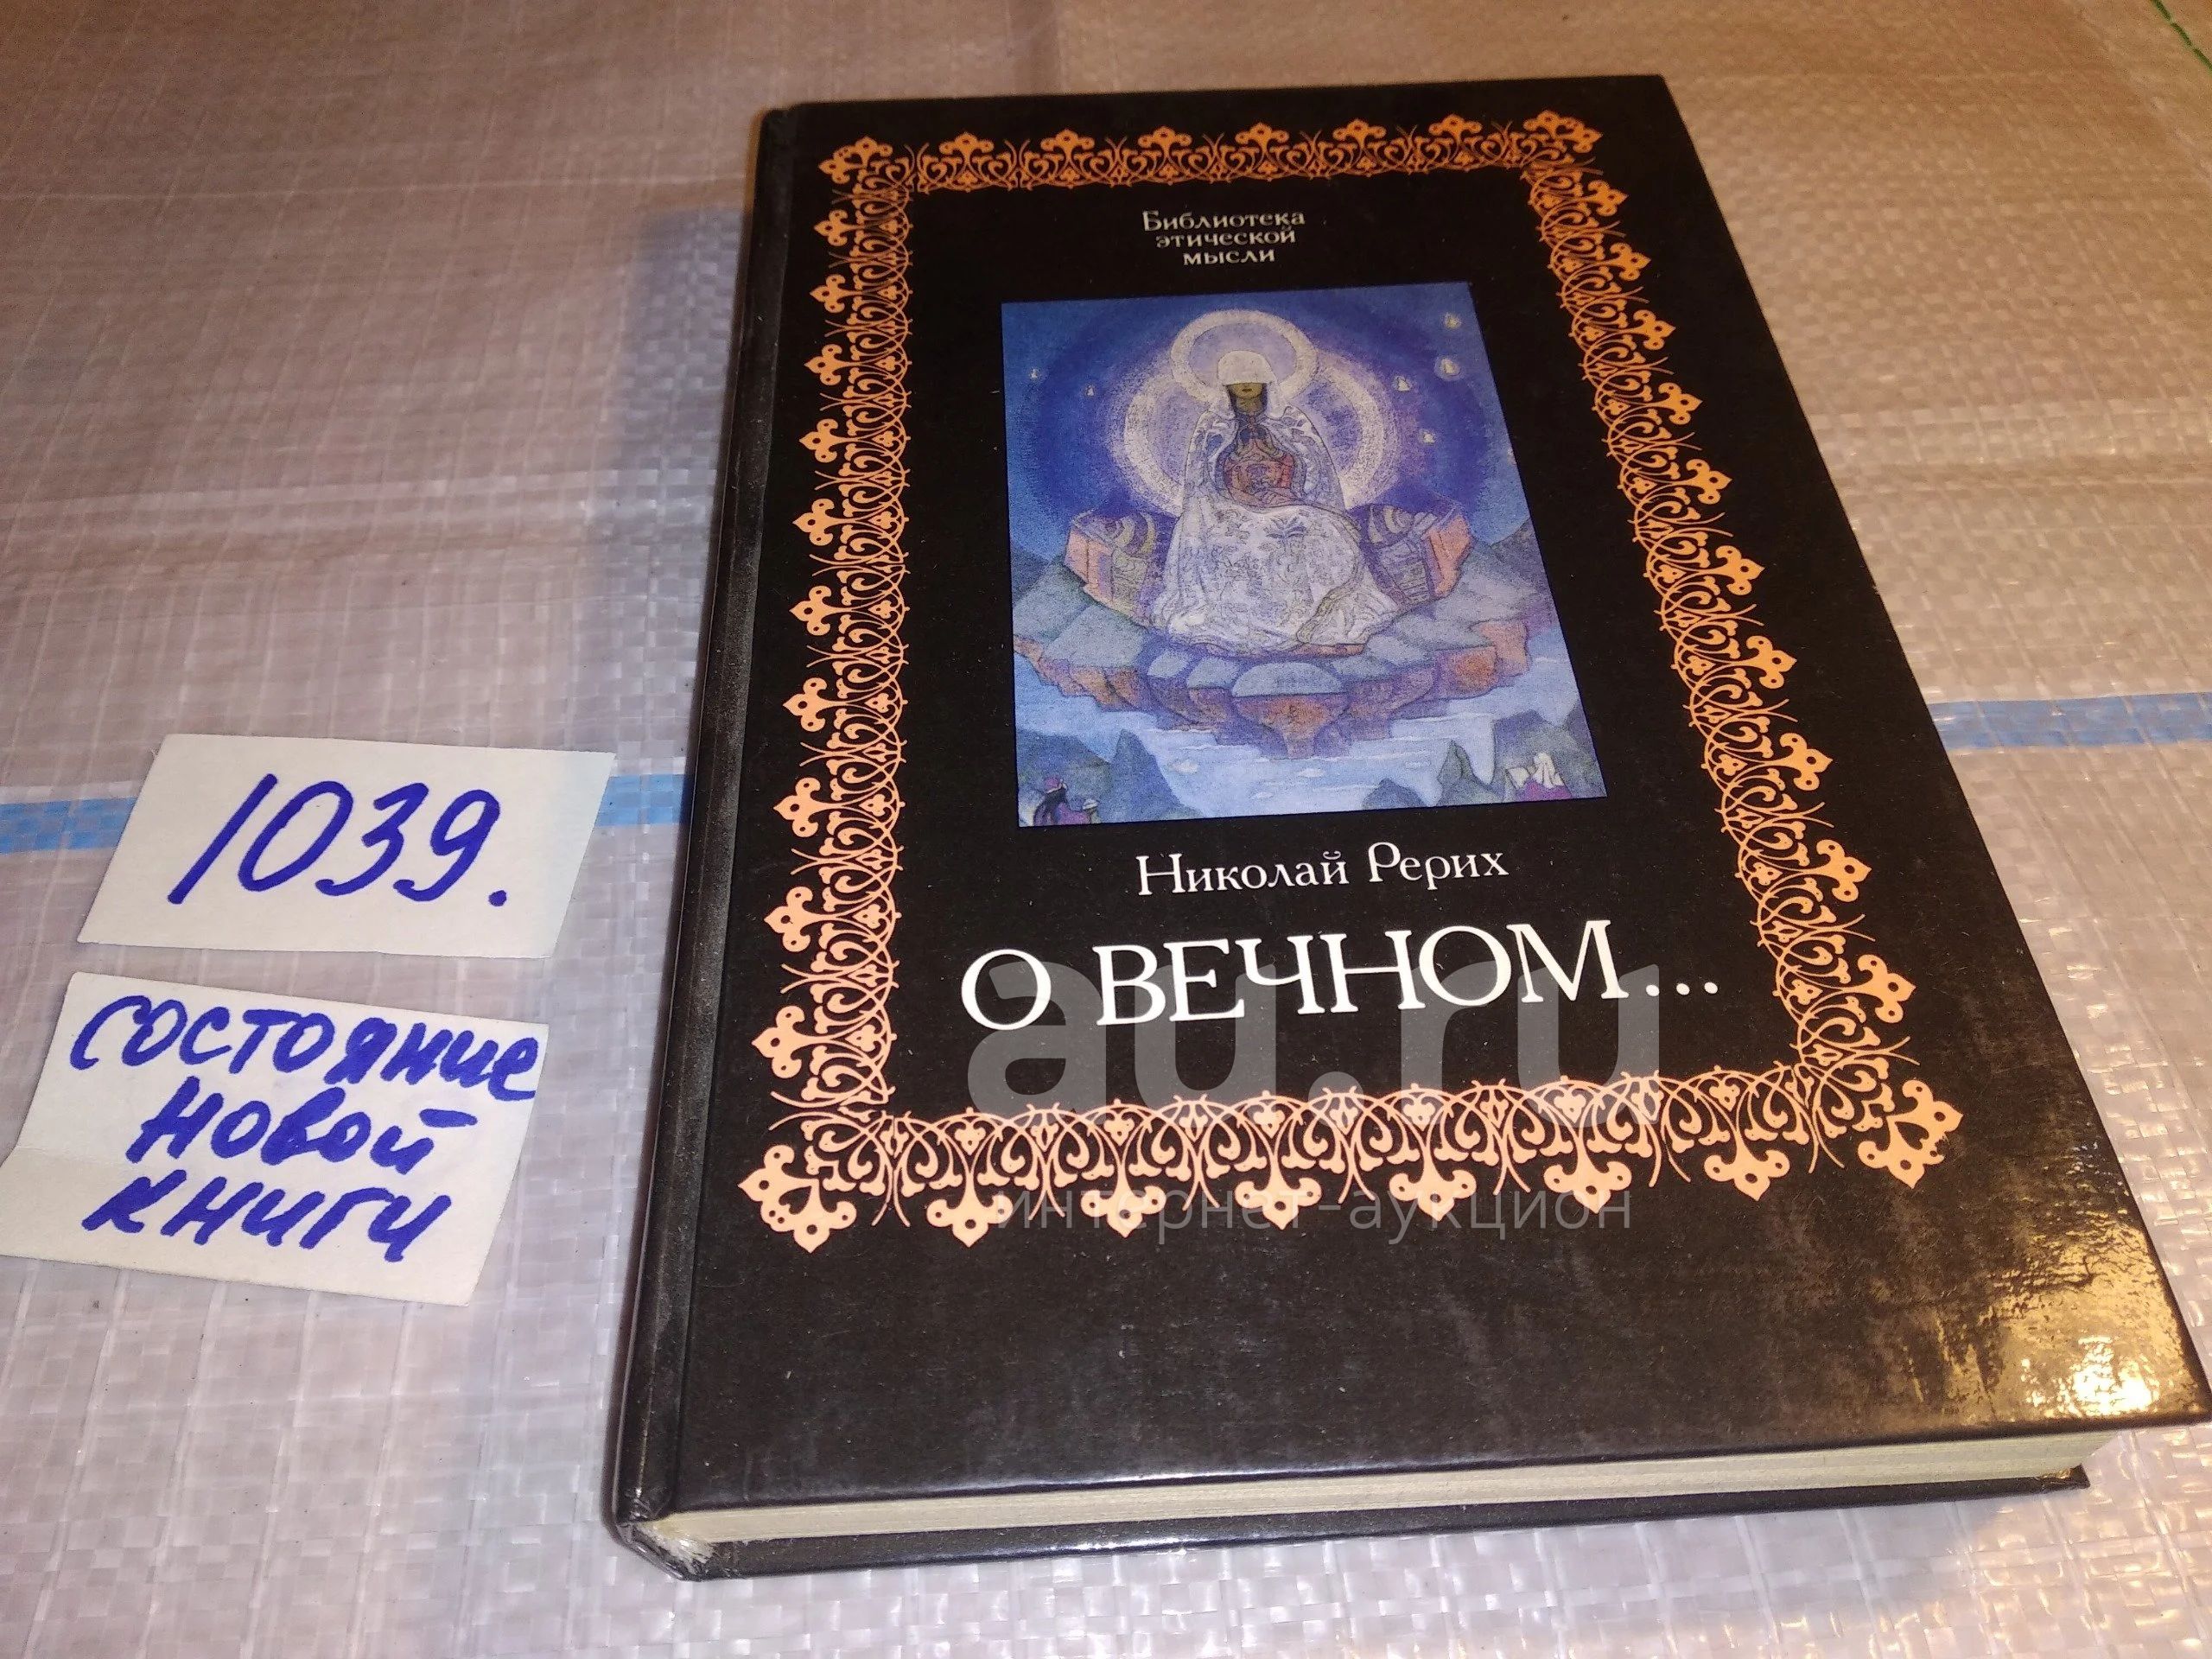 Библиотека
этической
мысли
Николай Рерих
О ВЕЧНОМ...
1039.
состояние
новой
книги
au.ru
интернет-аукцион